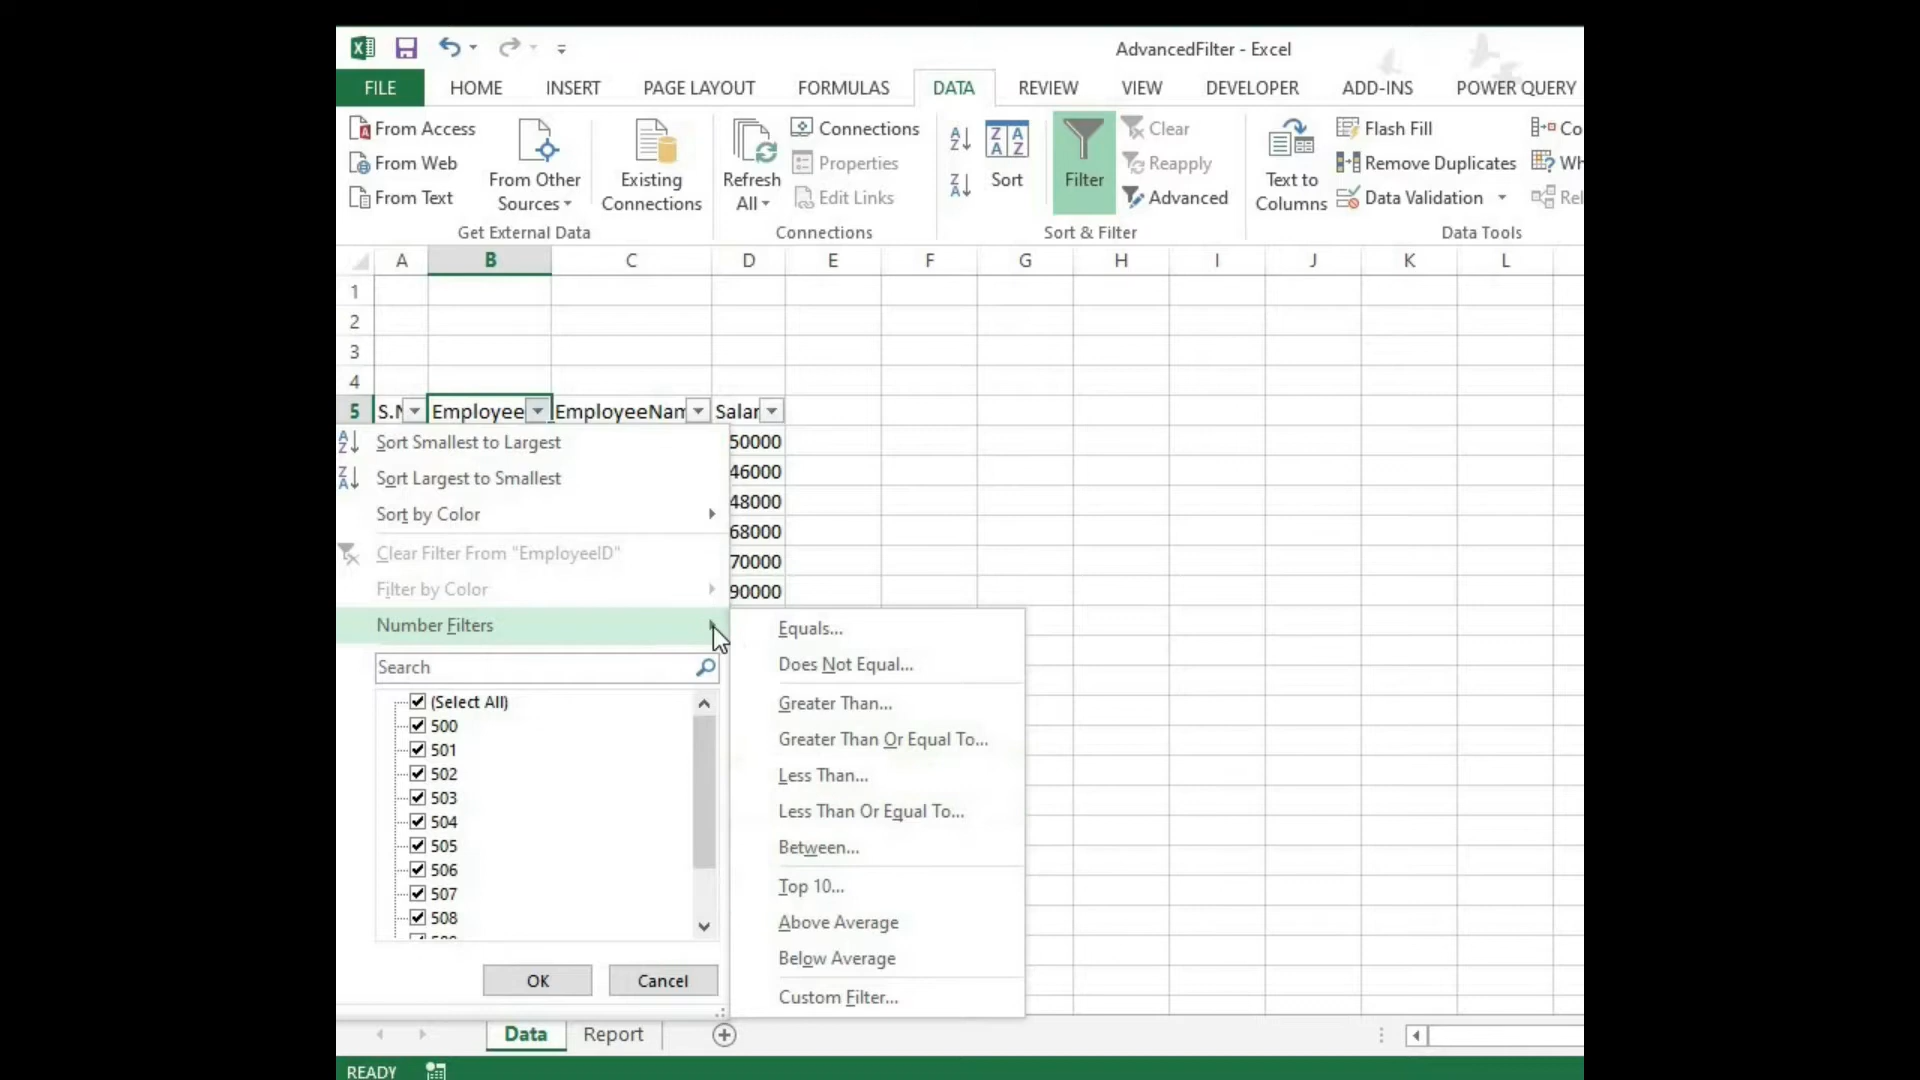 AdvancedFilter - Excel
FILE HOME INSERT PAGE LAYOUT FORMULAS DATA REVIEW VIEW DEVELOPER ADD-INS POWER QUERY
From Access
From Web
From Text
From Other
Sources
Existing
Connections
Get External Data
Refresh
All
Connections
Properties
Edit Links
Connections
Sort
Filter
Clear
Reapply
Advanced
Sort & Filter
Text to
Columns
Flash Fill
Remove Duplicates
Data Validation
Data Tools
A B C D E F G H I J K L
1
2
3
4
5 Employee
50000
46000
48000
68000
70000
90000
Sort Smallest to Largest
Sort Largest to Smallest
Sort by Color
Clear Filter From "EmployeeID"
Filter by Color
Number Filters
Search
(Select All)
500
501
502
503
504
505
506
507
508
OK Cancel
Equals...
Does Not Equal...
Greater Than...
Greater Than Or Equal To...
Less Than...
Less Than Or Equal To...
Between...
Top 10...
Above Average
Below Average
Custom Filter...
Data Report
READY